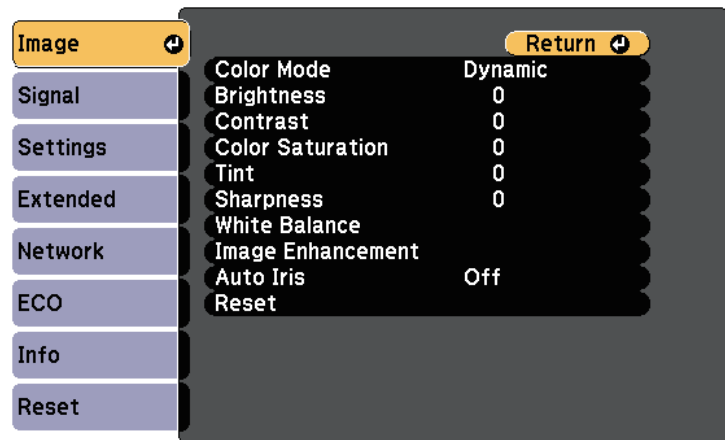 Image
Signal
Settings
Extended
Network
ECO
Info
Reset
Return
Color Mode Dynamic
Brightness 0
Contrast 0
Color Saturation 0
Tint 0
Sharpness 0
White Balance
Image Enhancement
Auto Iris Off
Reset